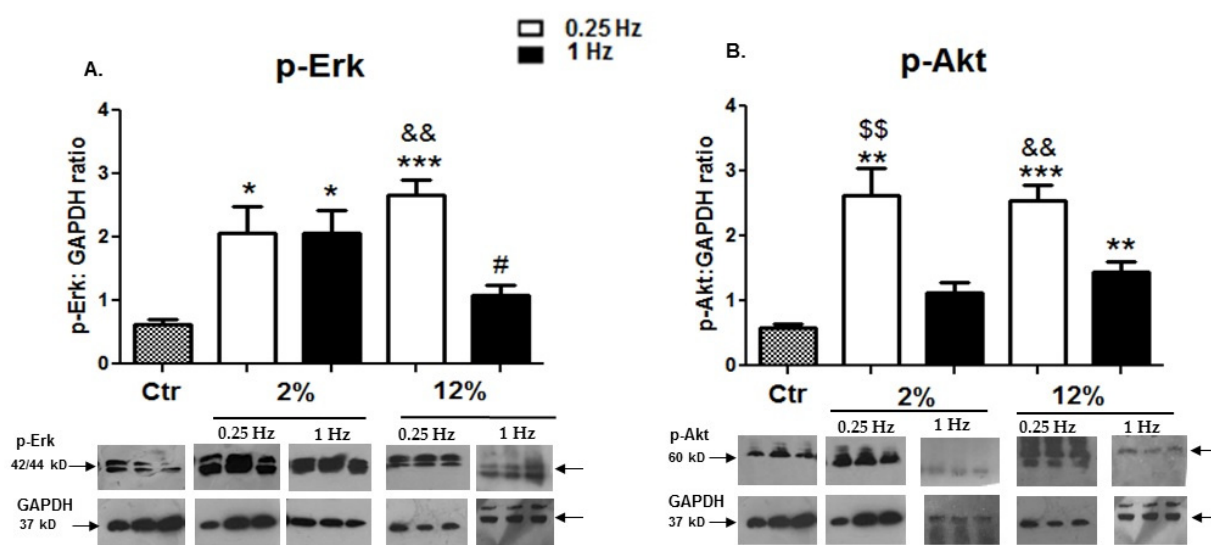 0.25 Hz
1 Hz
A.
p-Erk
p-Erk: GAPDH ratio
4
3
2
1
0
*
*
&&
***
#
Ctr
2%
12%
0.25 Hz
1 Hz
0.25 Hz
1 Hz
p-Erk
42/44 kD
GAPDH
37 kD
B.
p-Akt
p-Akt:GAPDH ratio
4
3
2
1
0
$$
**
&&
***
**
Ctr
2%
12%
0.25 Hz
1 Hz
0.25 Hz
1 Hz
p-Akt
60 kD
GAPDH
37 kD